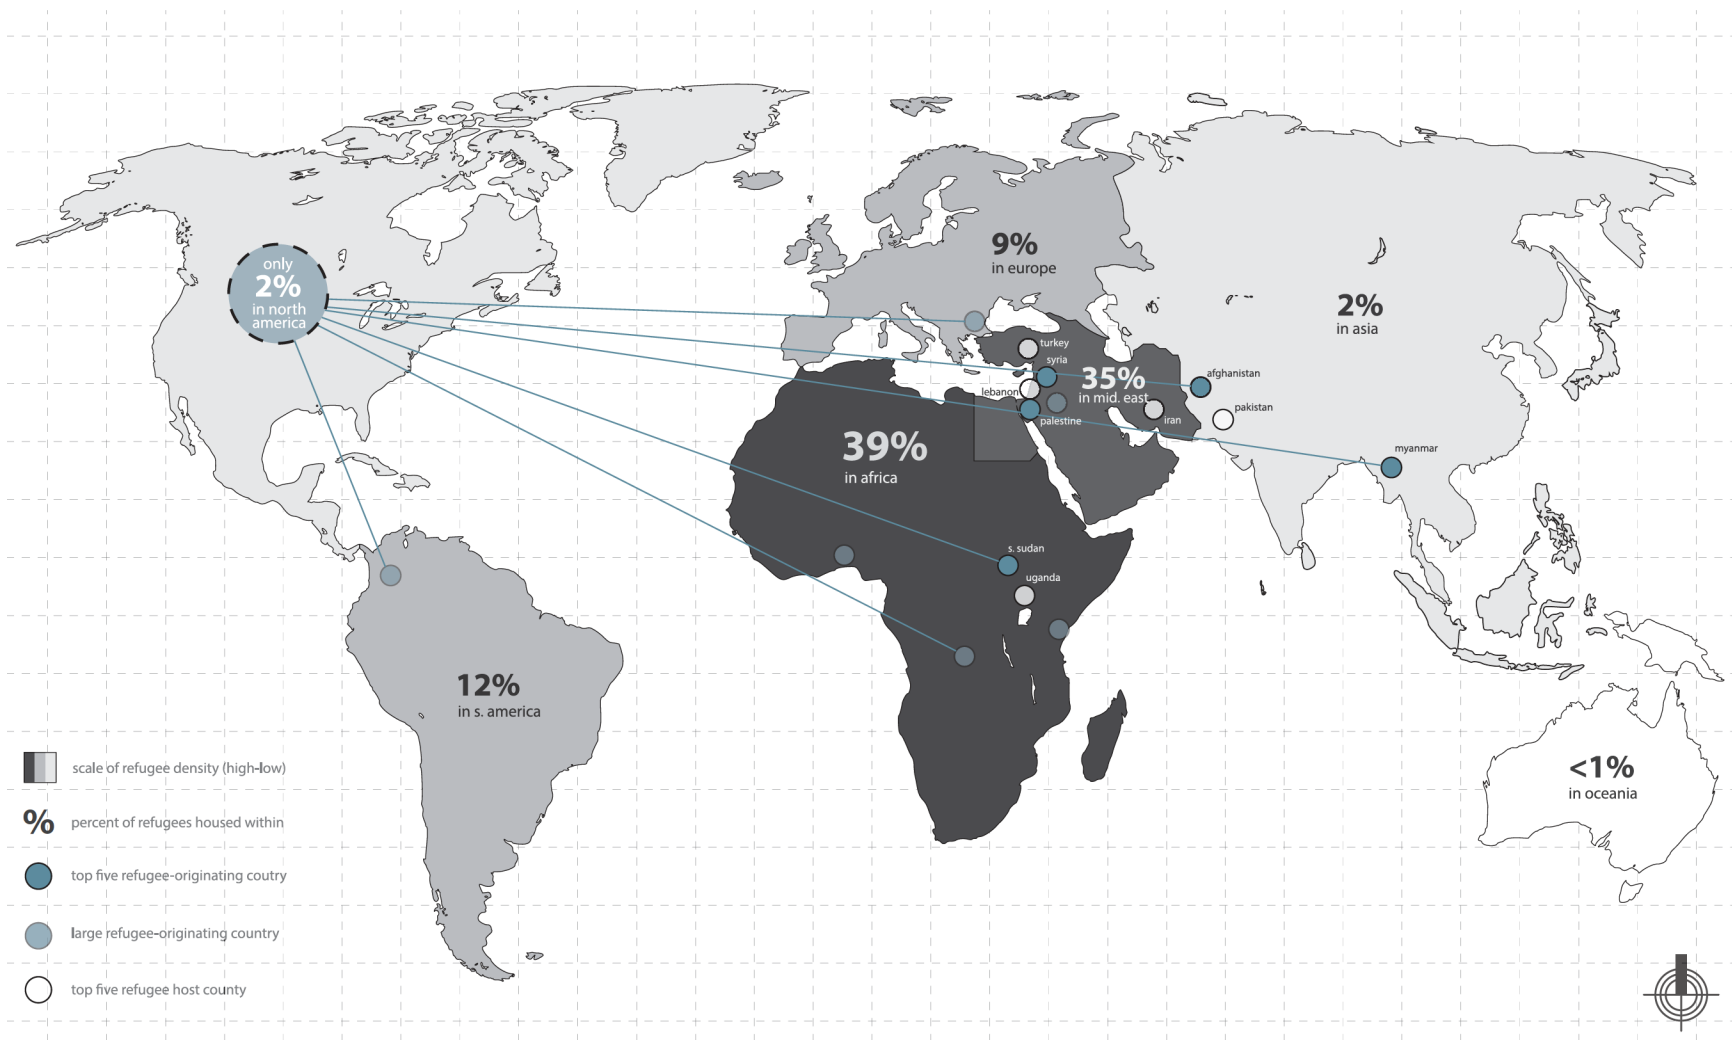 only
2%
in north
america
9%
in europe
2%
in asia
turkey
syria
35%
in mid. east
afghanistan
lebanon
pakistan
palestine
iran
39%
in africa
myanmar
s. sudan
uganda
12%
in s. america
<1%
in oceania
scale of refugee density (high-low)
% percent of refugees housed within
top five refugee-originating coutry
large refugee-originating country
top five refugee host county